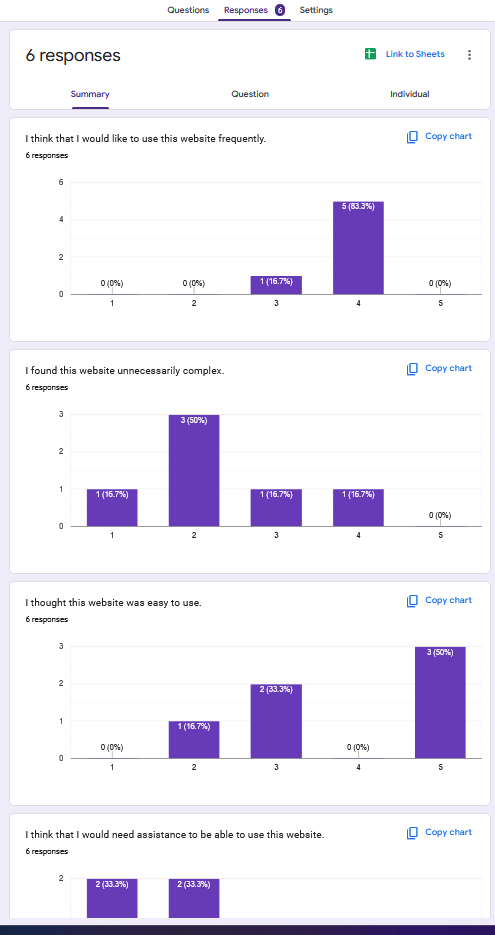 Questions Responses 6 Settings
6 responses
Link to Sheets
Summary Question Individual
I think that I would like to use this website frequently.
Copy chart
6 responses
6
4
2
0
0 (0%) 0 (0%) 1 (16.7%) 5 (83.3%) 0 (0%)
1 2 3 4 5
I found this website unnecessarily complex.
Copy chart
6 responses
3
2
1
0
1 (16.7%) 3 (50%) 1 (16.7%) 1 (16.7%) 0 (0%)
1 2 3 4 5
I thought this website was easy to use.
Copy chart
6 responses
3
2
1
0
0 (0%) 1 (16.7%) 2 (33.3%) 0 (0%) 3 (50%)
1 2 3 4 5
I think that I would need assistance to be able to use this website.
Copy chart
6 responses
2
2 (33.3%) 2 (33.3%)